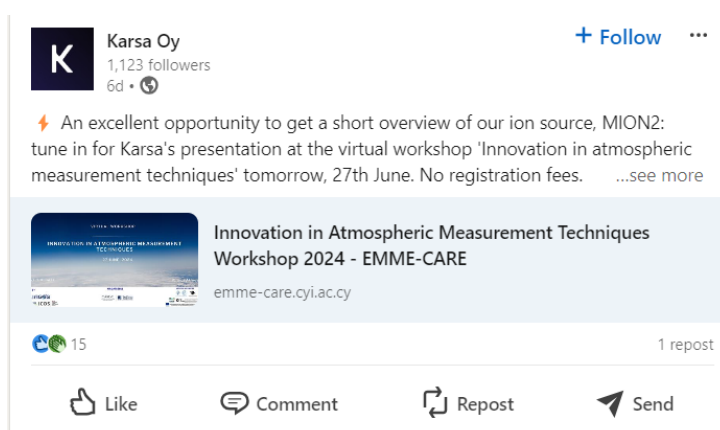 K
Karsa Oy
1,123 followers
6d •
+ Follow ...
An excellent opportunity to get a short overview of our ion source, MION2:
tune in for Karsa's presentation at the virtual workshop 'Innovation in atmospheric
measurement techniques' tomorrow, 27th June. No registration fees. ...see more
VIRTUAL WORKSHOP
INNOVATION IN ATMOSPHERIC MEASUREMENT
TECHNIQUES
Innovation in Atmospheric Measurement Techniques
Workshop 2024 - EMME-CARE
emme-care.cyi.ac.cy
15
1 repost
Like
Comment
Repost
Send